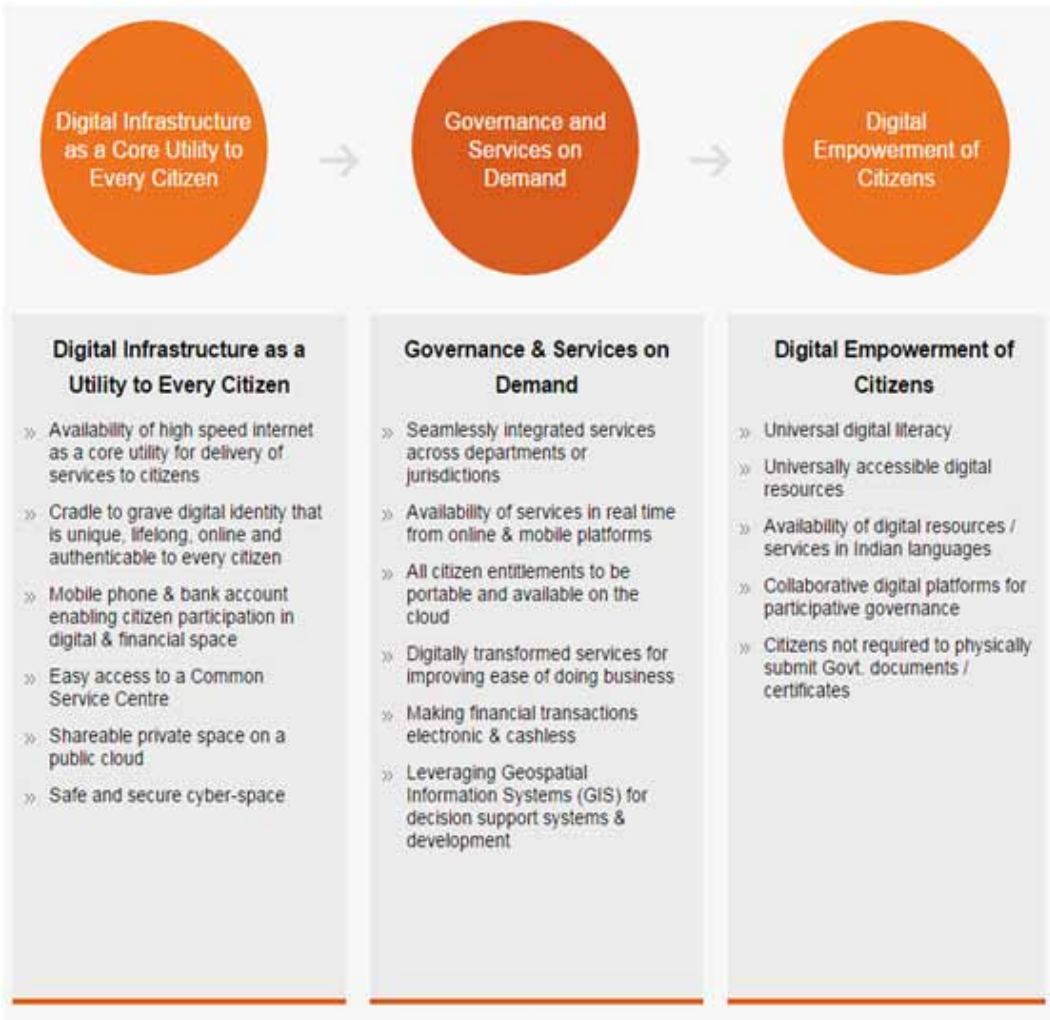 Digital Infrastructure
as a Core Utility to
Every Citizen
Governance and
Services on
Demand
Digital
Empowerment of
Citizens
Digital Infrastructure as a
Utility to Every Citizen
» Availability of high speed internet
as a core utility for delivery of
services to citizens
» Cradle to grave digital identity that
is unique, lifelong, online and
authenticable to every citizen
» Mobile phone & bank account
enabling citizen participation in
digital & financial space
» Easy access to a Common
Service Centre
» Shareable private space on a
public cloud
» Safe and secure cyber-space
Governance & Services on
Demand
» Seamlessly integrated services
across departments or
jurisdictions
» Availability of services in real time
from online & mobile platforms
» All citizen entitlements to be
portable and available on the
cloud
» Digitally transformed services for
improving ease of doing business
» Making financial transactions
electronic & cashless
» Leveraging Geospatial
Information Systems (GIS) for
decision support systems &
development
Digital Empowerment of
Citizens
» Universal digital literacy
» Universally accessible digital
resources
» Availability of digital resources /
services in Indian languages
» Collaborative digital platforms for
participative governance
» Citizens not required to physically
submit Govt. documents /
certificates